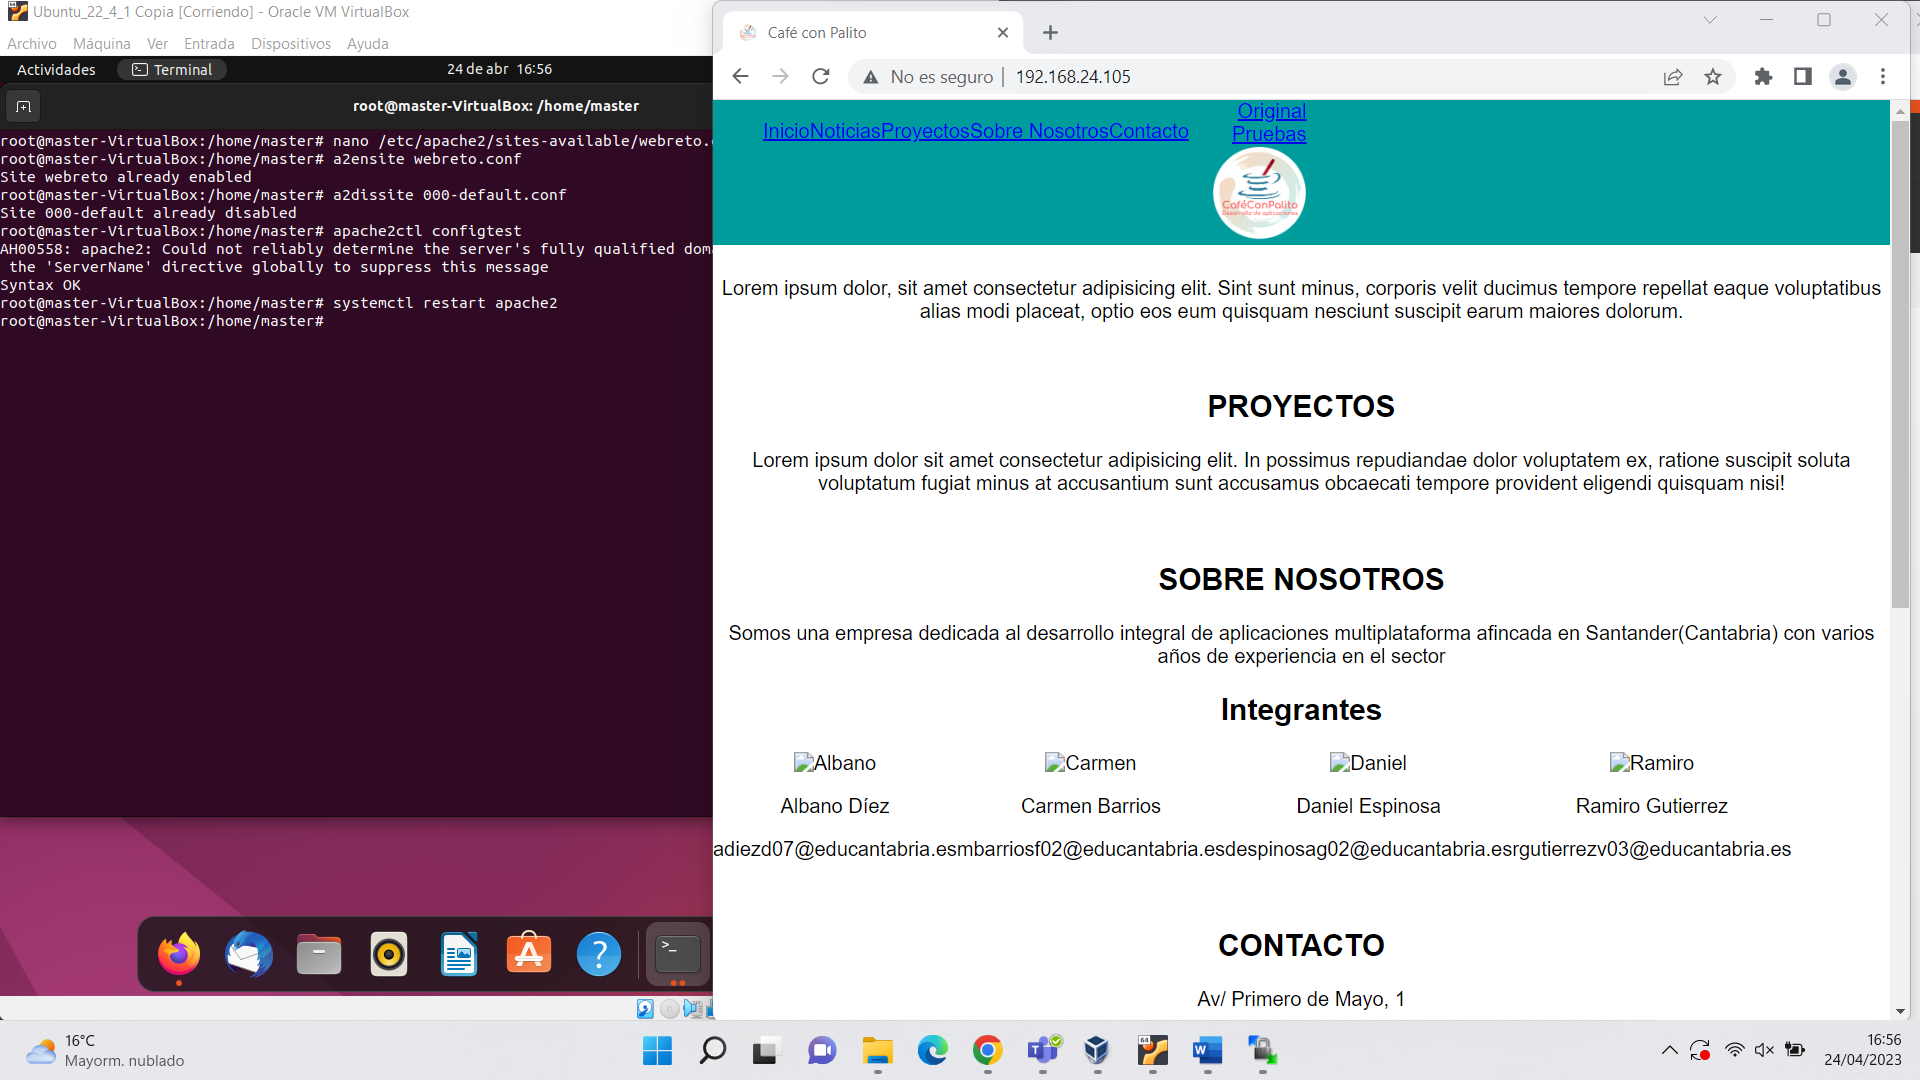 Ubuntu_22_4_1 Copia [Corriendo] - Oracle VM VirtualBox
Archivo Máquina Ver Entrada Dispositivos Ayuda
Actividades Terminal 24 de abr 16:56
root@master-VirtualBox: /home/master
root@master-VirtualBox:/home/master# nano /etc/apache2/sites-available/webreto.
root@master-VirtualBox:/home/master# a2ensite webreto.conf
Site webreto already enabled
root@master-VirtualBox:/home/master# a2dissite 000-default.conf
Site 000-default already disabled
root@master-VirtualBox:/home/master# apache2ctl configtest
AH00558: apache2: Could not reliably determine the server's fully qualified dom
the 'ServerName' directive globally to suppress this message
Syntax OK
root@master-VirtualBox:/home/master# systemctl restart apache2
root@master-VirtualBox:/home/master#
Café con Palito
No es seguro 192.168.24.105
Original
InicioNoticiasProyectosSobre NosotrosContacto
Pruebas
CaféConPalito
Desarrollo de aplicaciones
Lorem ipsum dolor, sit amet consectetur adipisicing elit. Sint sunt minus, corporis velit ducimus tempore repellat eaque voluptatibus
alias modi placeat, optio eos eum quisquam nesciunt suscipit earum maiores dolorum.
PROYECTOS
Lorem ipsum dolor sit amet consectetur adipisicing elit. In possimus repudiandae dolor voluptatem ex, ratione suscipit soluta
voluptatum fugiat minus at accusantium sunt accusamus obcaecati tempore provident eligendi quisquam nisi!
SOBRE NOSOTROS
Somos una empresa dedicada al desarrollo integral de aplicaciones multiplataforma afincada en Santander(Cantabria) con varios
años de experiencia en el sector
Integrantes
Albano Carmen Daniel Ramiro
Albano Díez Carmen Barrios Daniel Espinosa Ramiro Gutierrez
adiezd07@educantabria.esmbarriosf02@educantabria.esdespinosag02@educantabria.esrgutierrezv03@educantabria.es
CONTACTO
Av/ Primero de Mayo, 1
16°C
Mayorm. nublado
64
16:56
24/04/2023